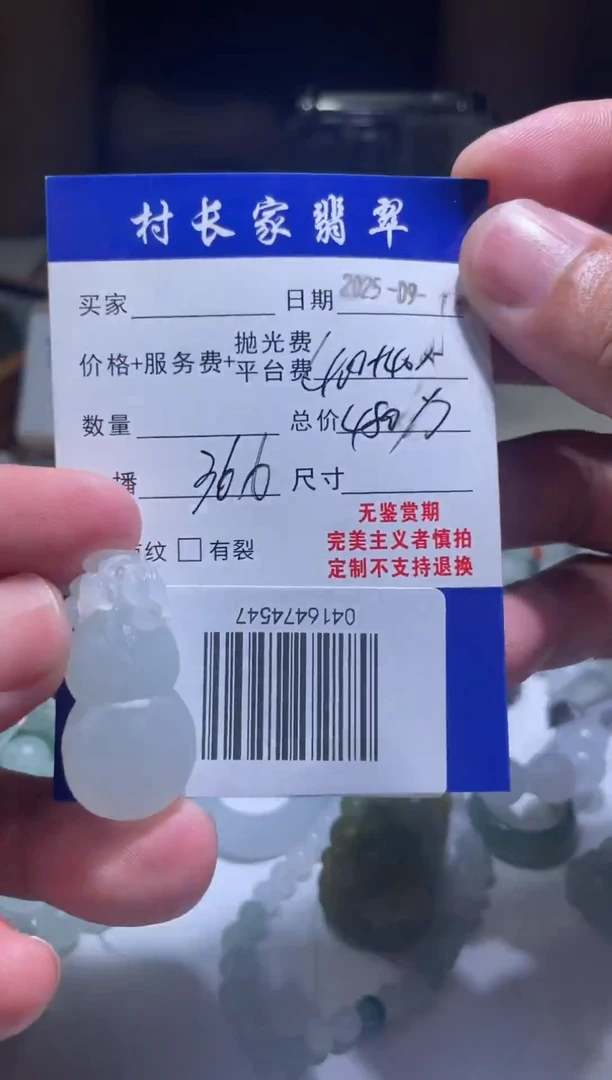 村长家翡翠
买家 日期 2025-09-
价格+服务费+抛光费/平台费
数量 总价
播 366 尺寸
纹 □ 有裂
无鉴赏期
完美主义者慎拍
定制不支持退换
0416474547